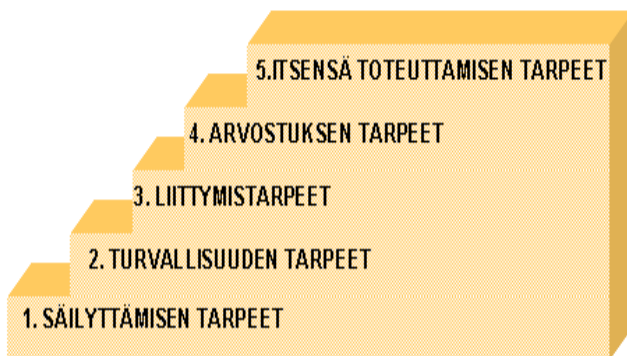 5.ITSENSÄ TOTEUTTAMISEN TARPEET
4. ARVOSTUKSEN TARPEET
3. LIITTYMISTARPEET
2. TURVALLISUUDEN TARPEET
1. SÄILYTTÄMISEN TARPEET